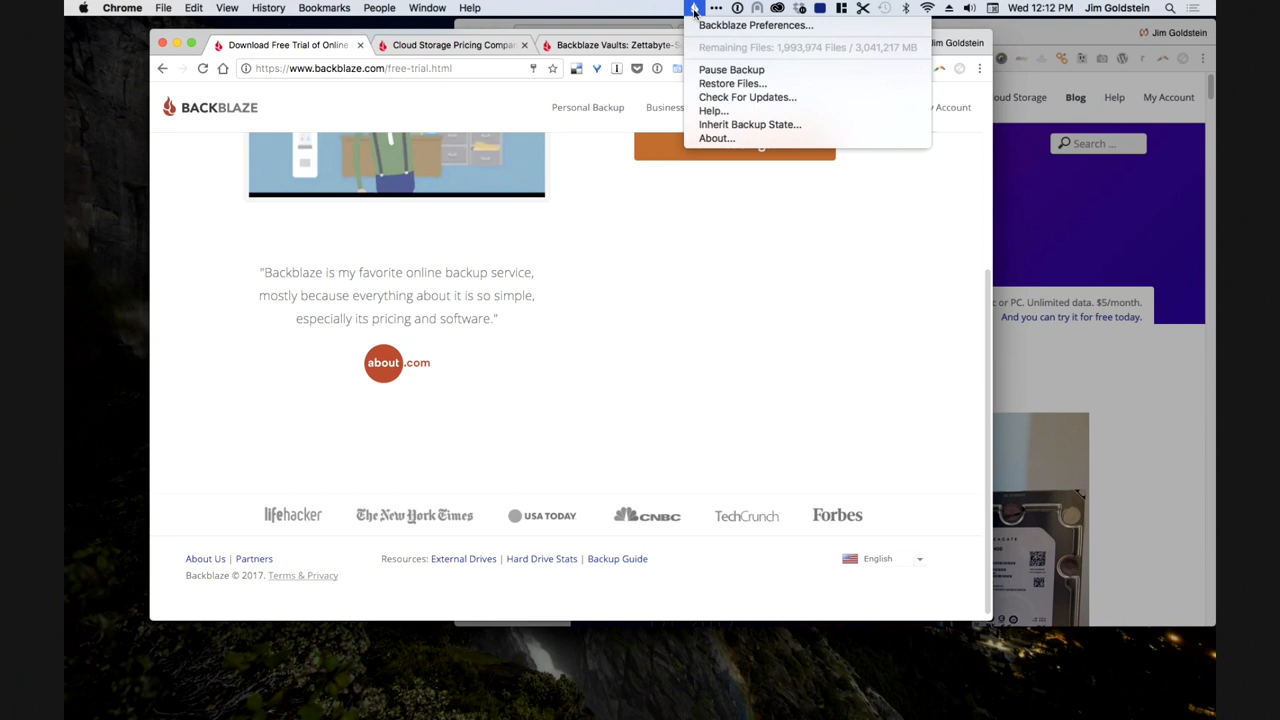 Chrome File Edit View History Bookmarks People Window Help
Wed 12:12 PM Jim Goldstein
Backblaze Preferences...
Remaining Files: 1,993,974 Files / 3,041,217 MB
Pause Backup
Restore Files...
Check For Updates...
Help...
Inherit Backup State...
About...
Download Free Trial of Online
Cloud Storage Pricing Compa
Backblaze Vaults: Zettabyte-S
Jim Goldstein
Jim Goldstein
https://www.backblaze.com/free-trial.html
BACKBLAZE
Personal Backup Business
Account
oud Storage Blog Help My Account
Search ...
"Backblaze is my favorite online backup service,
mostly because everything about it is so simple,
especially its pricing and software."
about.com
c or PC. Unlimited data. $5/month.
And you can try it for free today.
lifehacker The New York Times USA TODAY CNBC TechCrunch Forbes
About Us | Partners
Resources: External Drives | Hard Drive Stats | Backup Guide
English
Backblaze © 2017. Terms & Privacy